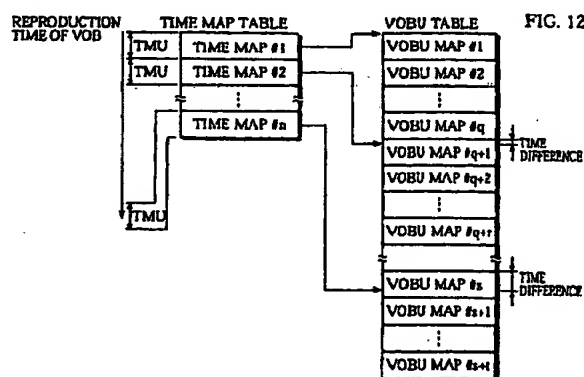 REPRODUCTION
TIME OF VOB
TIME MAP TABLE
VOBU TABLE
FIG. 12
TMU
TMU
TIME MAP #1
TIME MAP #2
TIME MAP #n
TMU
VOBU MAP #1
VOBU MAP #2
VOBU MAP #q
VOBU MAP #q+1
VOBU MAP #q+2
VOBU MAP #q+r
VOBU MAP #s
VOBU MAP #s+1
VOBU MAP #s+t
TIME
DIFFERENCE
TIME
DIFFERENCE